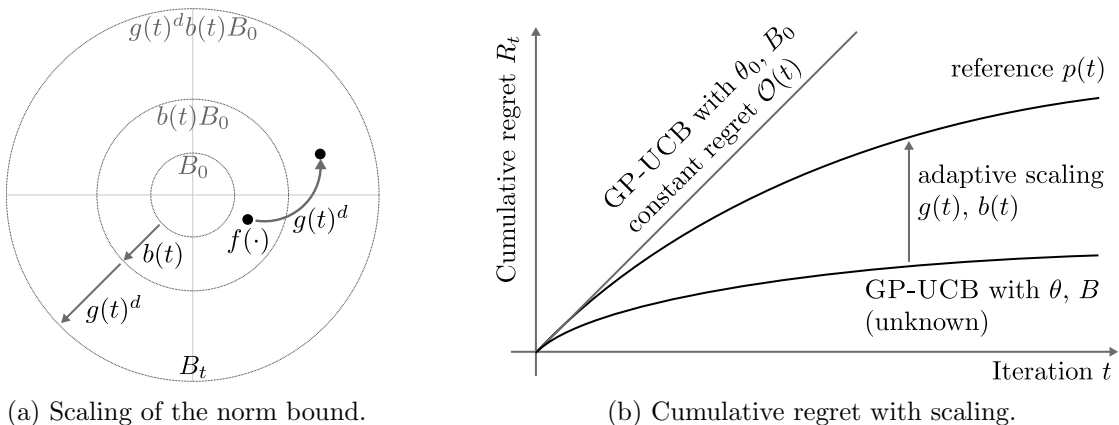 g(t)^d b(t)B_0
b(t)B_0
B_0
f(·)
g(t)^d
b(t)
g(t)^d
B_t
(a) Scaling of the norm bound.
Cumulative regret R_t
GP-UCB with θ_0, B_0
constant regret 𝒪(t)
reference p(t)
adaptive scaling
g(t), b(t)
GP-UCB with θ, B
(unknown)
Iteration t
(b) Cumulative regret with scaling.